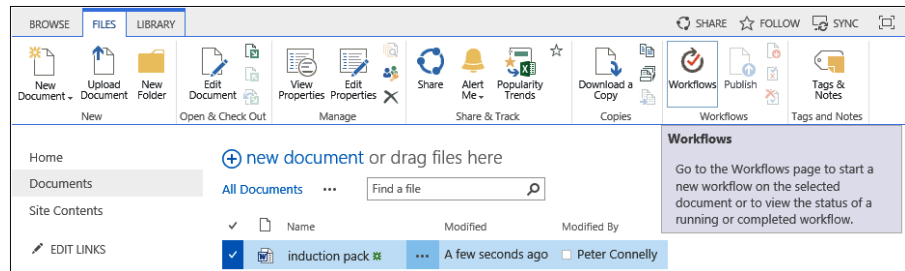 BROWSE FILES LIBRARY SHARE FOLLOW SYNC
New Document Upload Document New Folder
New
Edit Document
Open & Check Out
View Properties Edit Properties
Manage
Share Alert Me Popularity Trends
Share & Track
Download a Copy
Copies
Workflows Publish
Workflows
Tags & Notes
Tags and Notes
Workflows
Go to the Workflows page to start a
new workflow on the selected
document or to view the status of a
running or completed workflow.
Home
Documents
Site Contents
EDIT LINKS
new document or drag files here
All Documents ••• Find a file
Name Modified Modified By
induction pack ••• A few seconds ago Peter Connelly